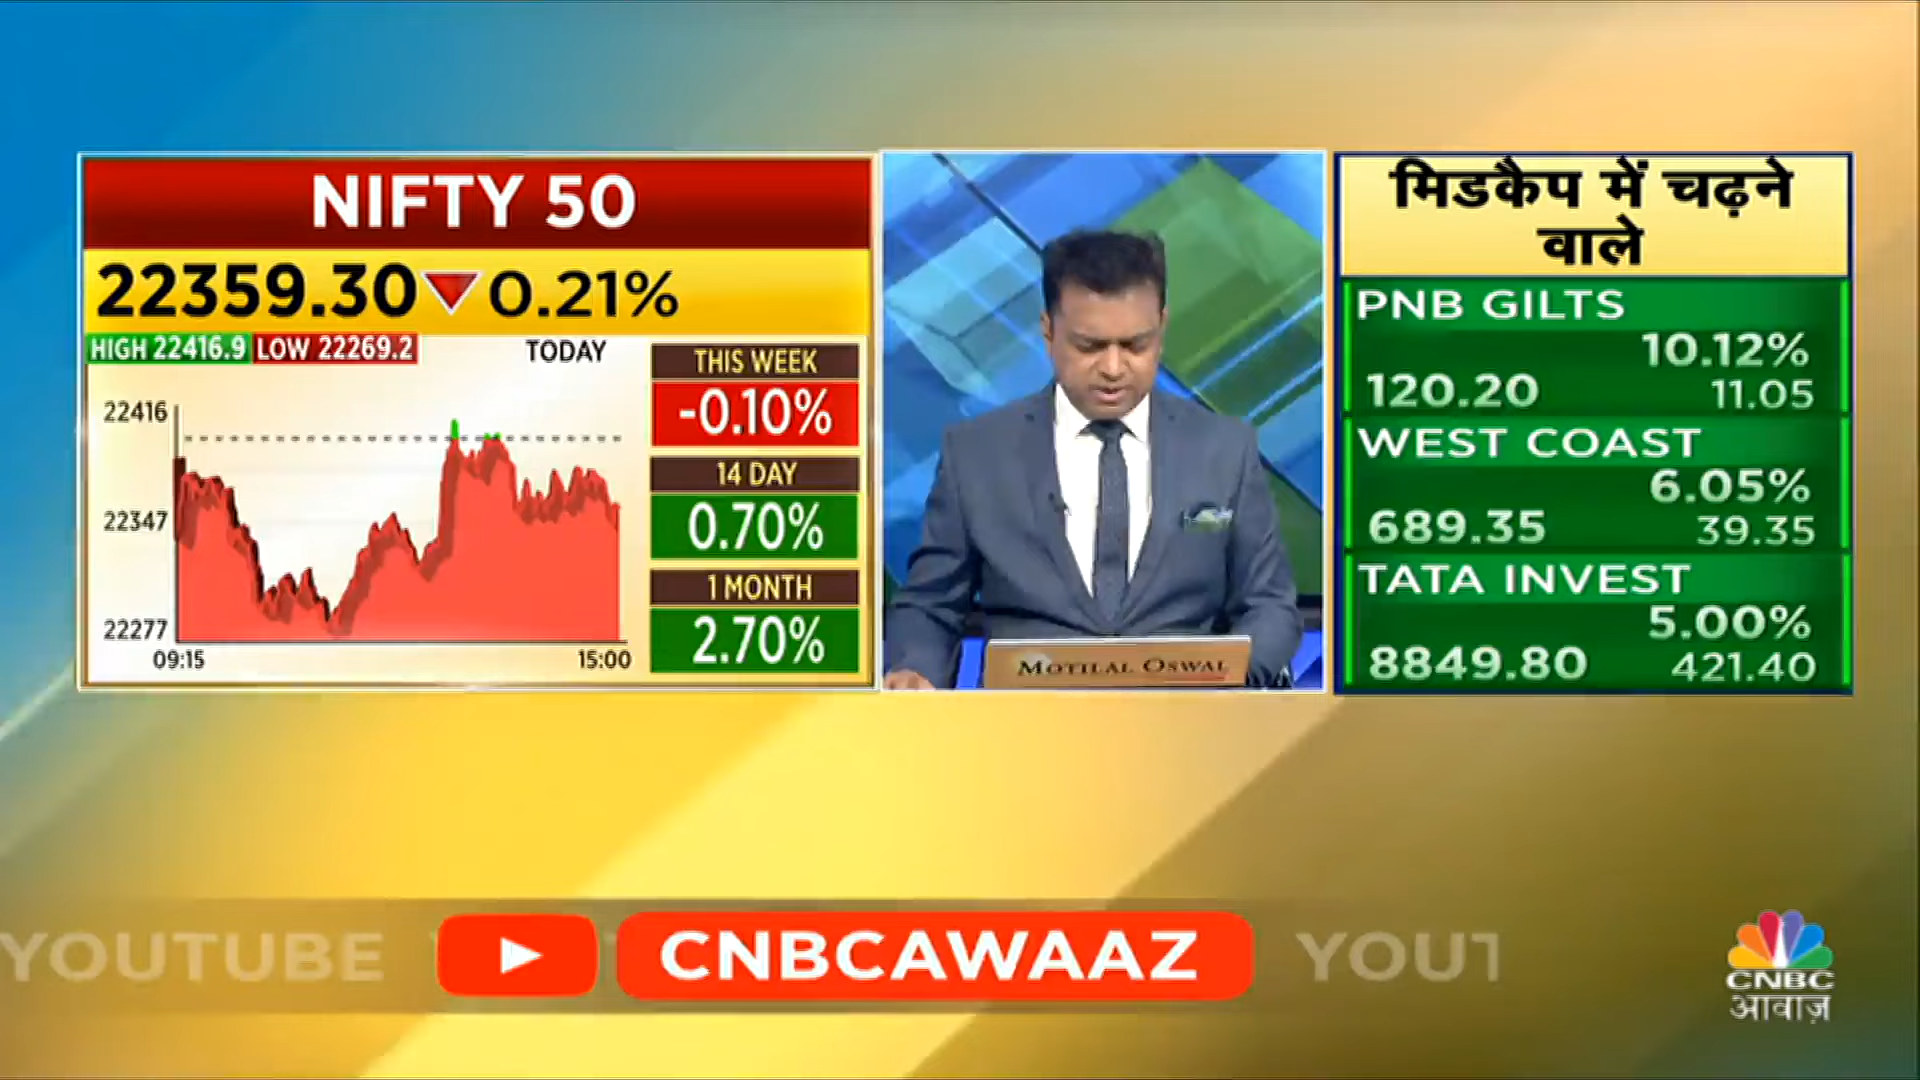 NIFTY 50
22359.30 0.21%
HIGH 22416.9 LOW 22269.2
TODAY
22416
22347
22277
09:15
15:00
THIS WEEK
-0.10%
14 DAY
0.70%
1 MONTH
2.70%
MOTILAL OSWAL
मिडकैप में चढ़ने
वाले
PNB GILTS
10.12%
120.20 11.05
WEST COAST
6.05%
689.35 39.35
TATA INVEST
5.00%
8849.80 421.40
YOUTUBE
CNBCAWAAZ
YOUT
CNBC
आवाज़